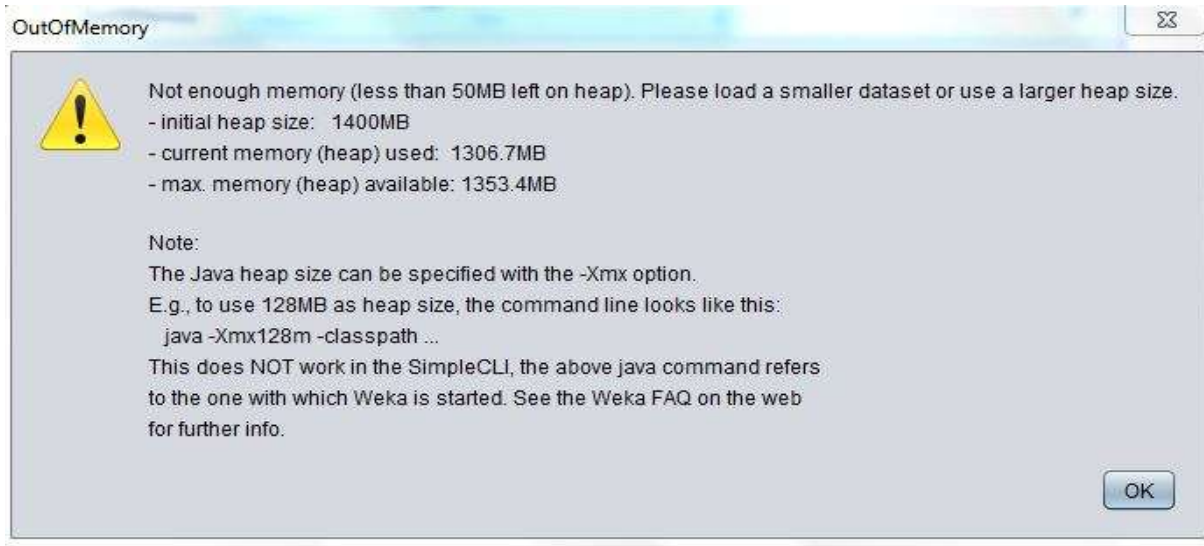 OutOfMemory
Not enough memory (less than 50MB left on heap). Please load a smaller dataset or use a larger heap size.
- initial heap size: 1400MB
- current memory (heap) used: 1306.7MB
- max. memory (heap) available: 1353.4MB
Note:
The Java heap size can be specified with the -Xmx option.
E.g., to use 128MB as heap size, the command line looks like this:
java -Xmx128m -classpath ...
This does NOT work in the SimpleCLI, the above java command refers
to the one with which Weka is started. See the Weka FAQ on the web
for further info.
OK